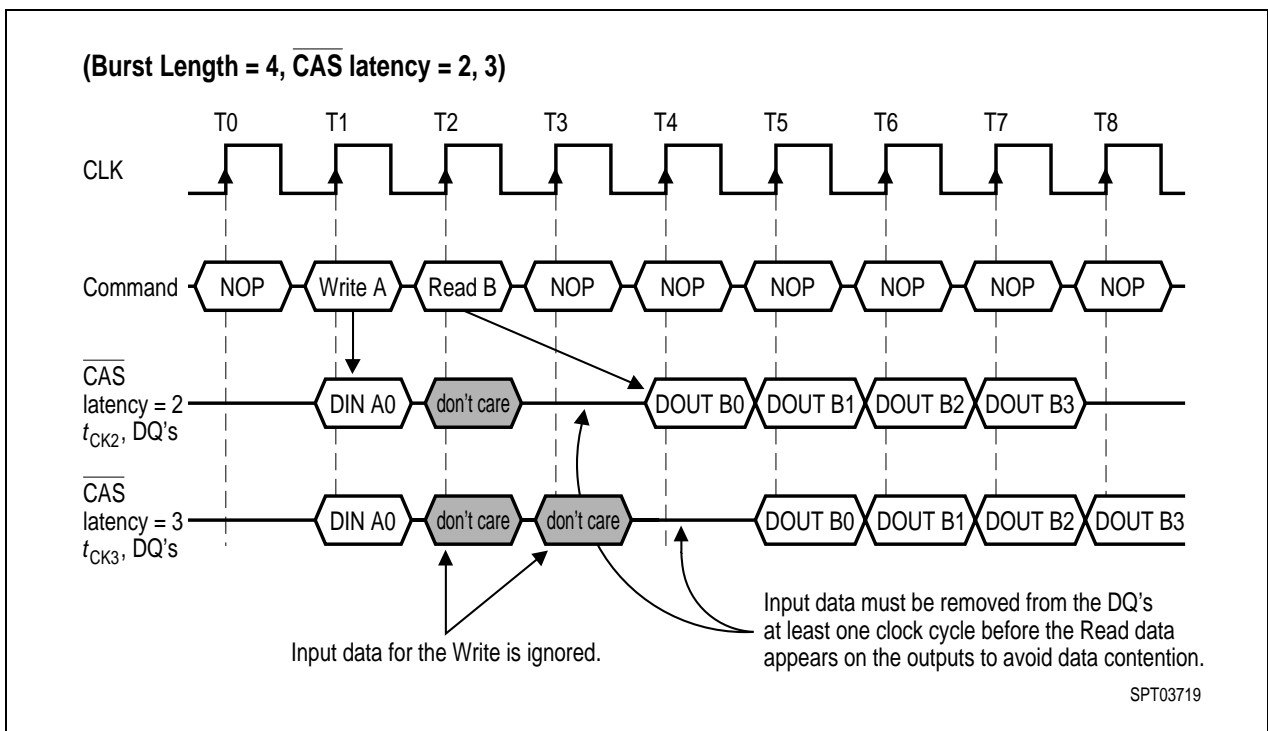 (Burst Length = 4, CAS latency = 2, 3)
T0 T1 T2 T3 T4 T5 T6 T7 T8
CLK
Command NOP Write A Read B NOP NOP NOP NOP NOP NOP
CAS
latency = 2
tCK2, DQ's
DIN A0 don't care DOUT B0 DOUT B1 DOUT B2 DOUT B3
CAS
latency = 3
tCK3, DQ's
DIN A0 don't care don't care DOUT B0 DOUT B1 DOUT B2 DOUT B3
Input data for the Write is ignored.
Input data must be removed from the DQ's
at least one clock cycle before the Read data
appears on the outputs to avoid data contention.
SPT03719